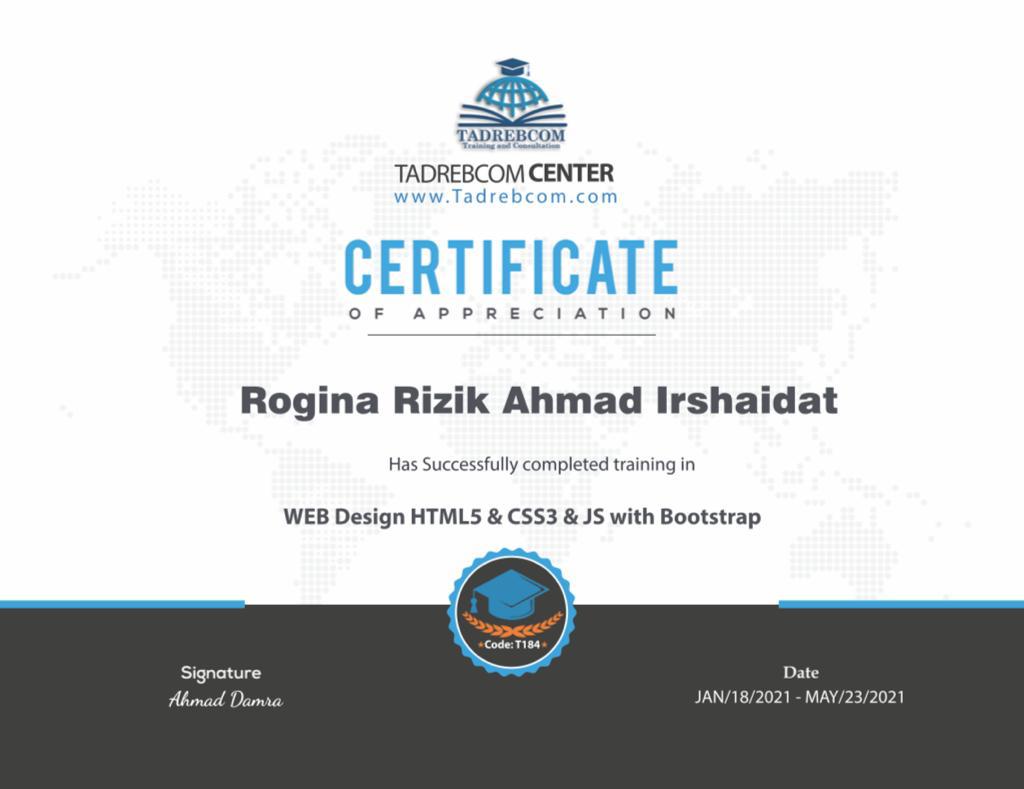 TADREBCOM
Training and Consultation
TADREBCOM CENTER
www.Tadrebcom.com
CERTIFICATE
OF APPRECIATION
Rogina Rizik Ahmad Irshaidat
Has Successfully completed training in
WEB Design HTML5 & CSS3 & JS with Bootstrap
★Code: T184★
Signature
Ahmad Damra
Date
JAN/18/2021 - MAY/23/2021